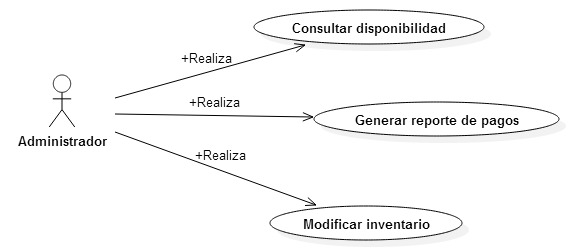 Consultar disponibilidad
+Realiza
+Realiza
Generar reporte de pagos
Administrador
+Realiza
Modificar inventario